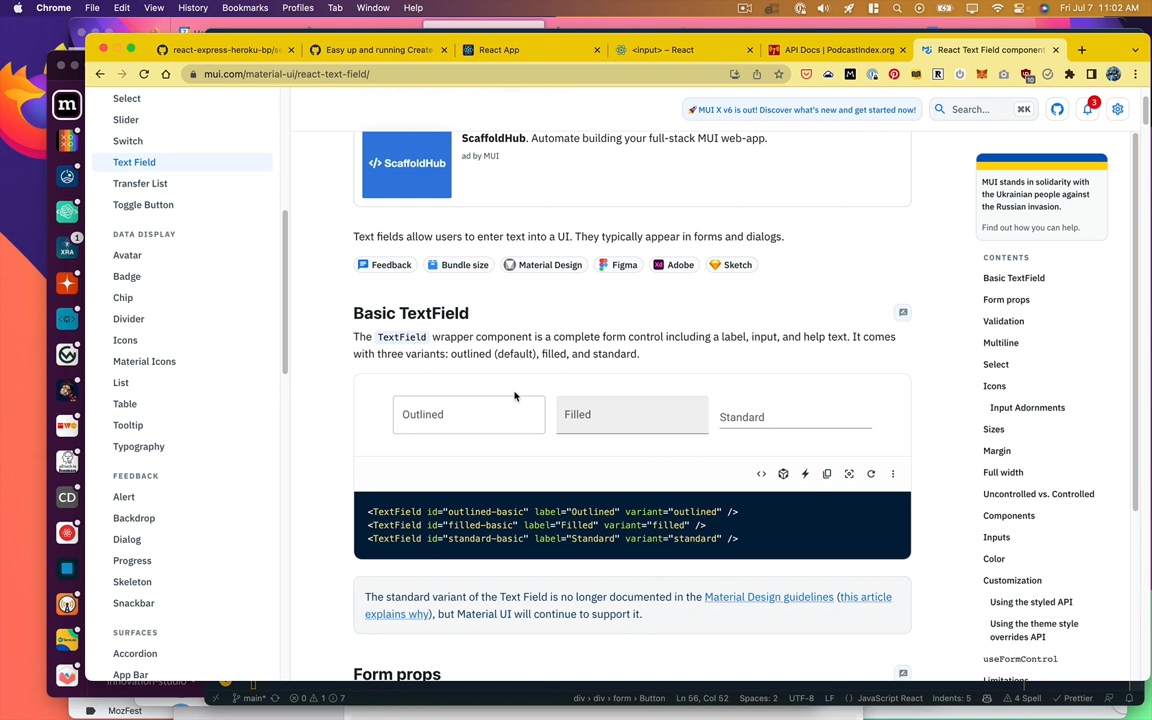 Chrome File Edit View History Bookmarks Profiles Tab Window Help Fri Jul 7 11:02 AM
react-express-heroku-bp/se
Easy up and running Create
React App
<input> – React
API Docs | PodcastIndex.org
React Text Field component
mui.com/material-ui/react-text-field/
Select
Slider
Switch
Text Field
Transfer List
Toggle Button
DATA DISPLAY
Avatar
Badge
Chip
Divider
Icons
Material Icons
List
Table
Tooltip
Typography
FEEDBACK
Alert
Backdrop
Dialog
Progress
Skeleton
Snackbar
SURFACES
Accordion
App Bar
🚀 MUI X v6 is out! Discover what's new and get started now!
Search... ⌘K
3
</> ScaffoldHub
ScaffoldHub. Automate building your full-stack MUI web-app.
ad by MUI
Text fields allow users to enter text into a UI. They typically appear in forms and dialogs.
Feedback Bundle size Material Design Figma Adobe Sketch
Basic TextField
The TextField wrapper component is a complete form control including a label, input, and help text. It comes
with three variants: outlined (default), filled, and standard.
Outlined Filled Standard
<TextField id="outlined-basic" label="Outlined" variant="outlined" />
<TextField id="filled-basic" label="Filled" variant="filled" />
<TextField id="standard-basic" label="Standard" variant="standard" />
The standard variant of the Text Field is no longer documented in the Material Design guidelines (this article
explains why), but Material UI will continue to support it.
Form props
MUI stands in solidarity with
the Ukrainian people against
the Russian invasion.
Find out how you can help.
CONTENTS
Basic TextField
Form props
Validation
Multiline
Select
Icons
Input Adornments
Sizes
Margin
Full width
Uncontrolled vs. Controlled
Components
Inputs
Color
Customization
Using the styled API
Using the theme style
overrides API
useFormControl
m
XRA
1
CD
main* 0 1 7 div › div › form › Button Ln 56, Col 52 Spaces: 2 UTF-8 LF JavaScript React Indents: 5 4 Spell Prettier
MozFest